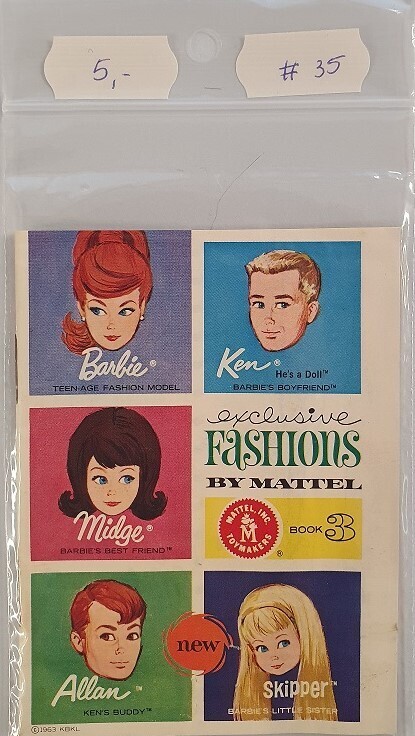 5,-
# 35
Barbie®
TEEN-AGE FASHION MODEL
Ken® He's a Doll™
BARBIE'S BOYFRIEND™
Midge®
BARBIE'S BEST FRIEND™
exclusive
FASHIONS
BY MATTEL
MATTEL, INC.
M
TOYMAKERS
®
BOOK 3
Allan™
KEN'S BUDDY™
new
Skipper™
BARBIE'S LITTLE SISTER
©1963 KBKL